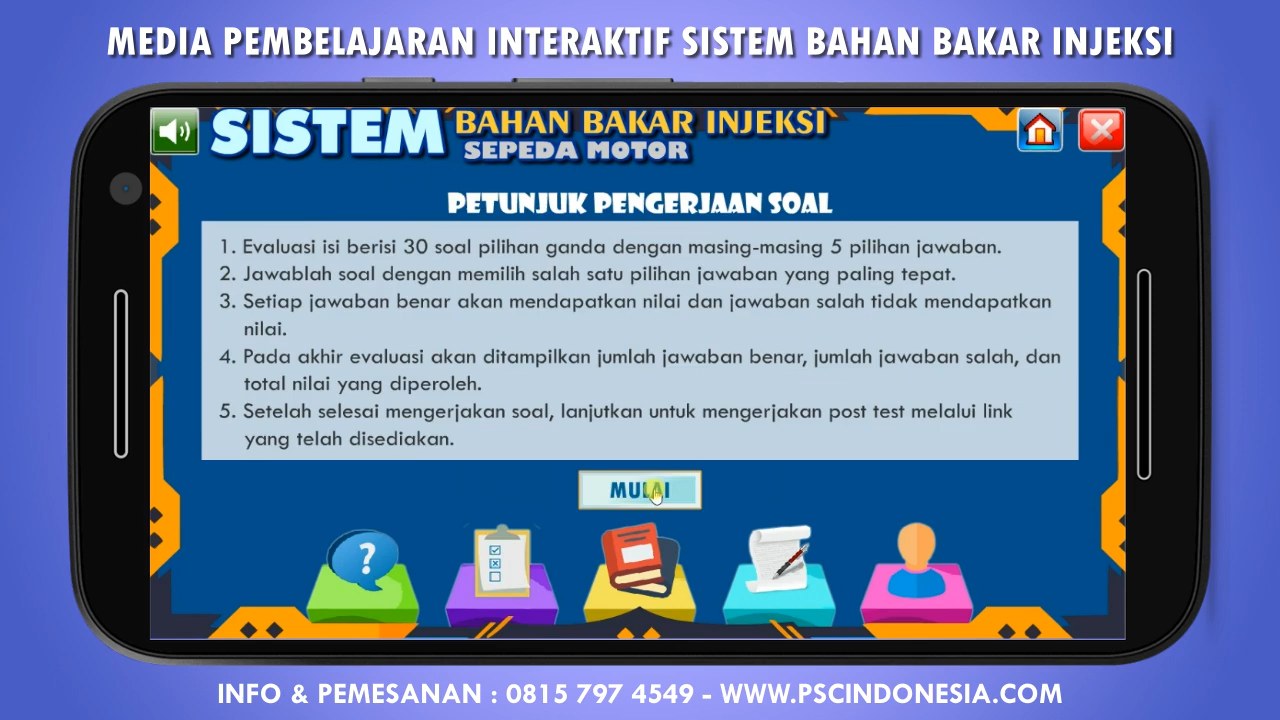 MEDIA PEMBELAJARAN INTERAKTIF SISTEM BAHAN BAKAR INJEKSI
SISTEM BAHAN BAKAR INJEKSI
SEPEDA MOTOR
PETUNJUK PENGERJAAN SOAL
1. Evaluasi isi berisi 30 soal pilihan ganda dengan masing-masing 5 pilihan jawaban.
2. Jawablah soal dengan memilih salah satu pilihan jawaban yang paling tepat.
3. Setiap jawaban benar akan mendapatkan nilai dan jawaban salah tidak mendapatkan
nilai.
4. Pada akhir evaluasi akan ditampilkan jumlah jawaban benar, jumlah jawaban salah, dan
total nilai yang diperoleh.
5. Setelah selesai mengerjakan soal, lanjutkan untuk mengerjakan post test melalui link
yang telah disediakan.
MULAI
?
INFO & PEMESANAN : 0815 797 4549 - WWW.PSCINDONESIA.COM